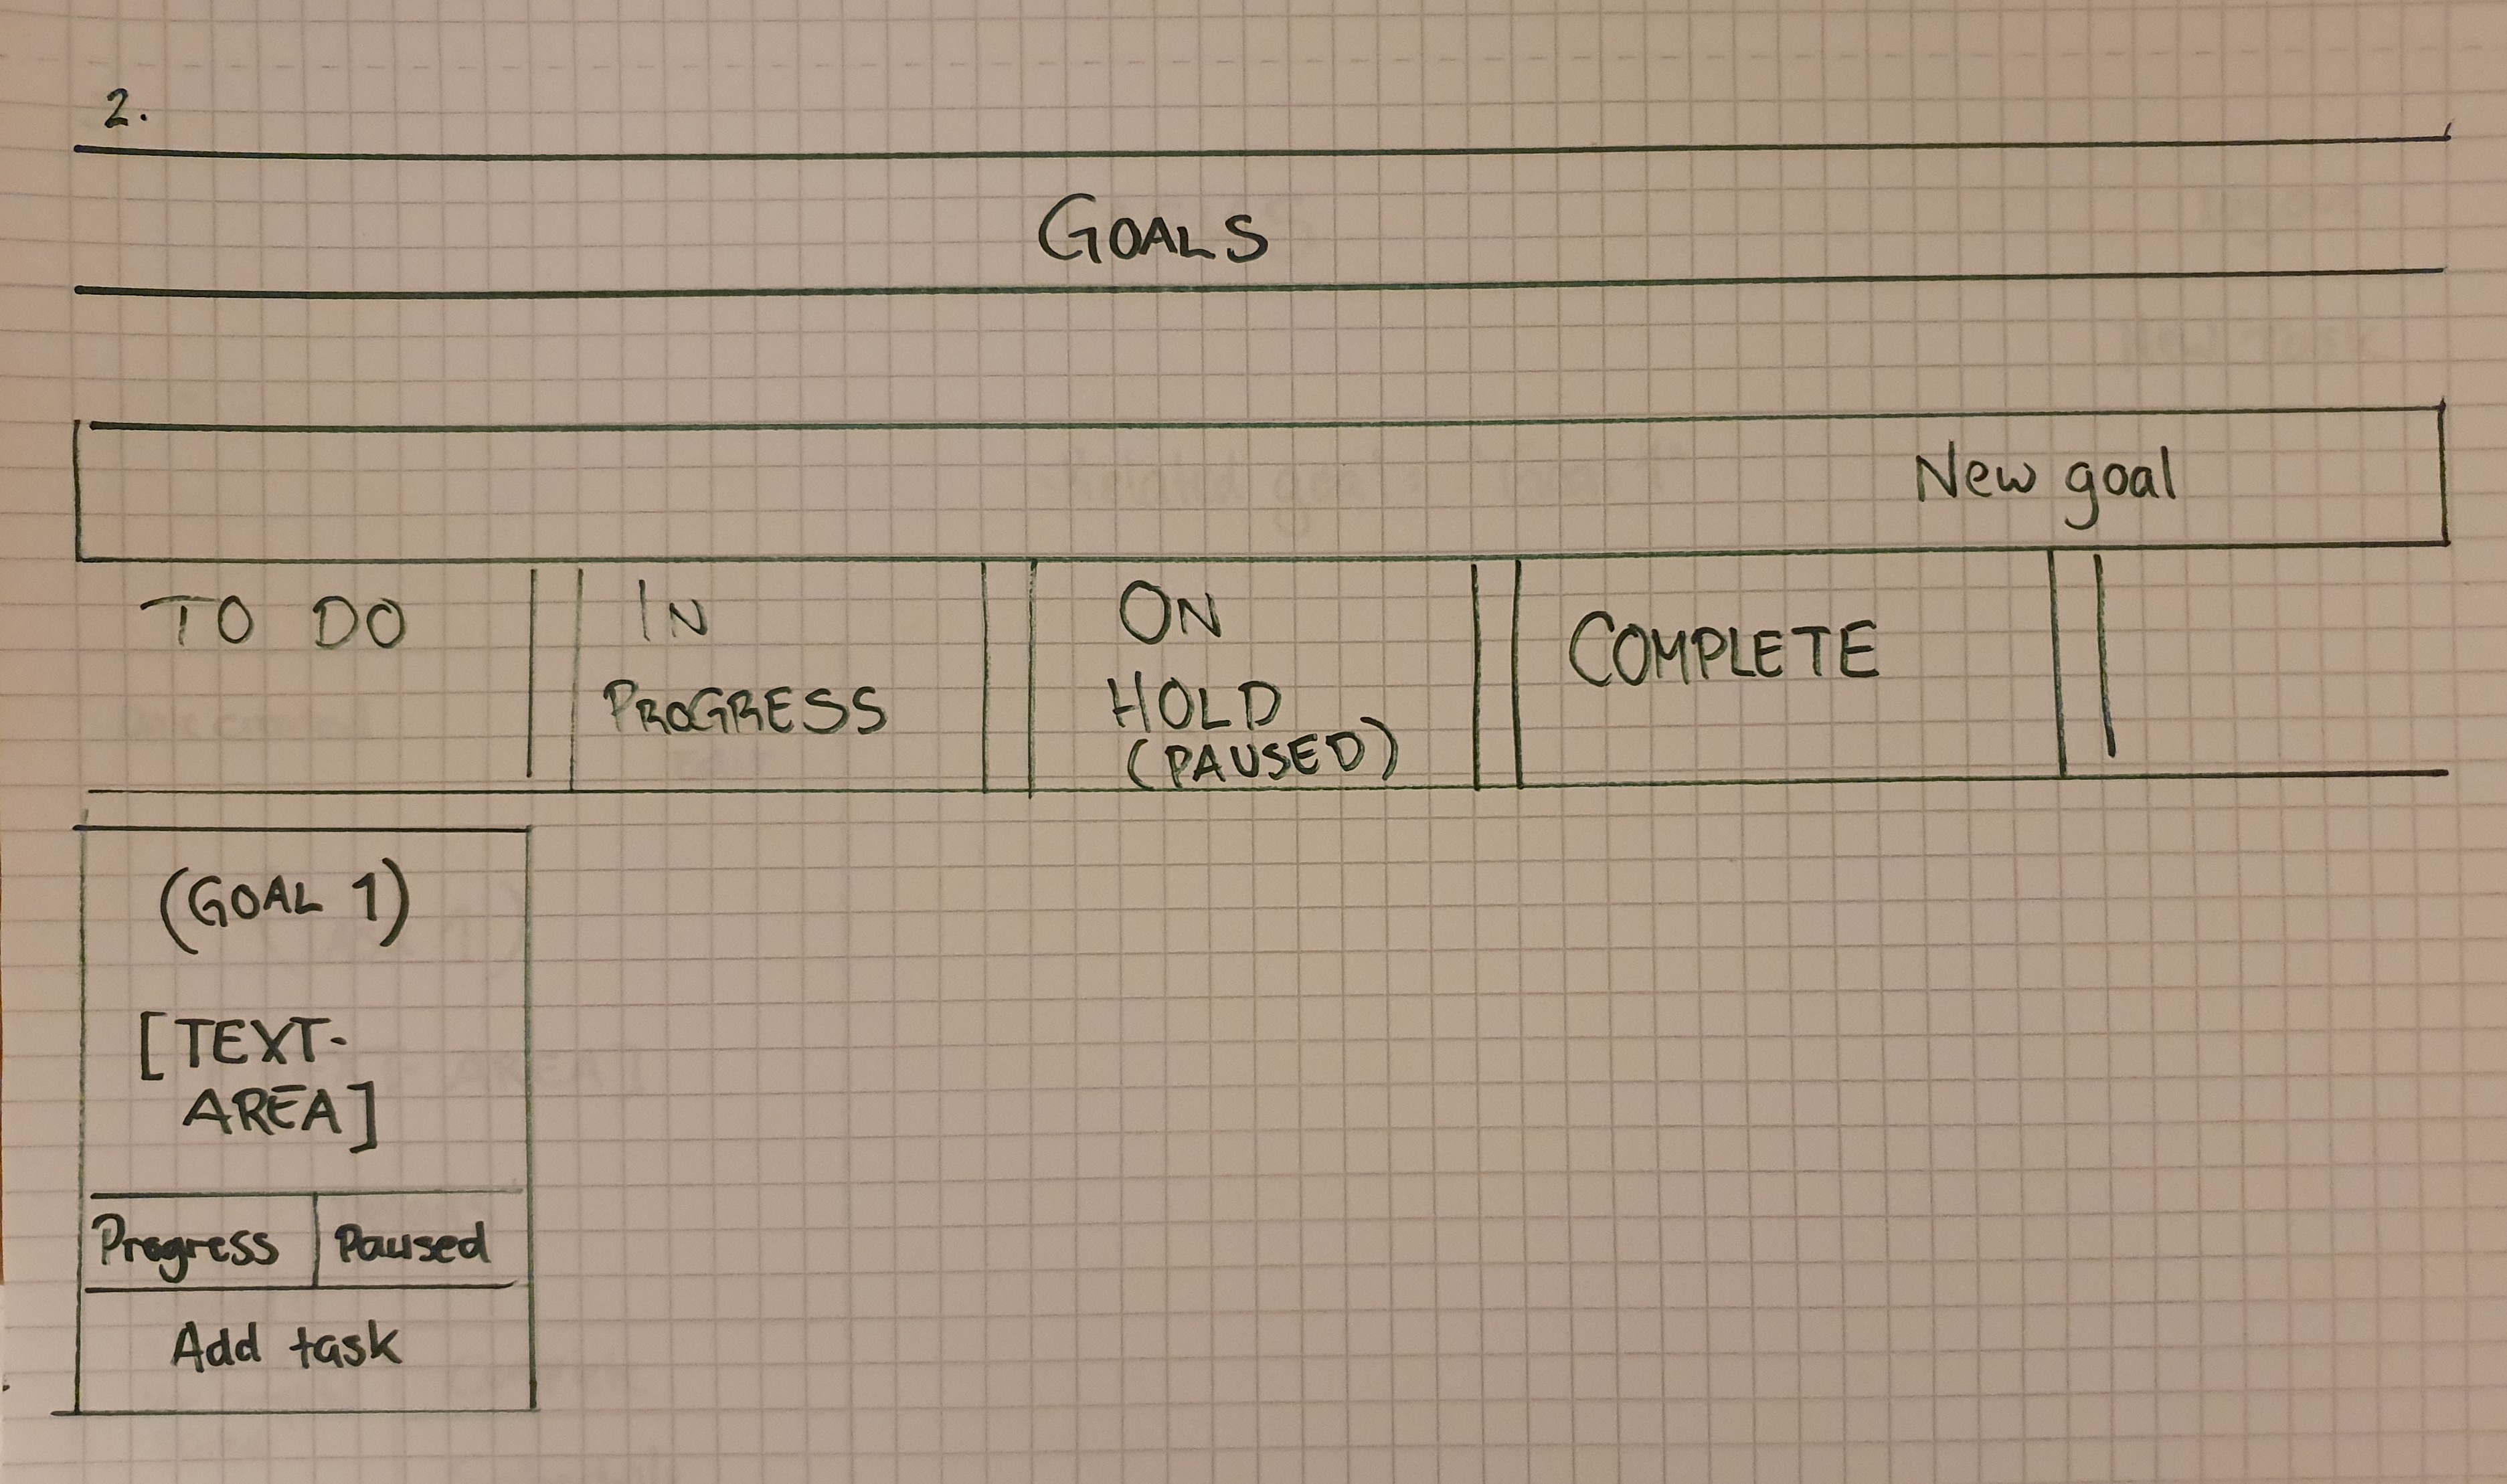 2.
GOALS
New goal
TO DO
IN
PROGRESS
ON
HOLD
(PAUSED)
COMPLETE
(GOAL 1)
[TEXT-
AREA]
Progress Paused
Add task